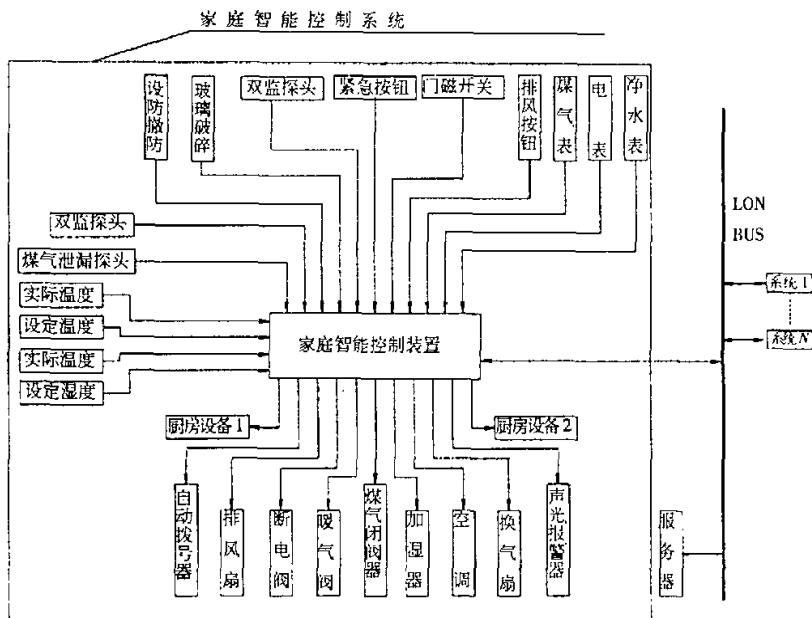 家庭智能控制系统
设防撤防
玻璃破碎
双监探头
紧急按钮
门磁开关
排风按钮
煤气表
电表
净水表
双监探头
煤气泄漏探头
实际温度
设定温度
实际温度
设定湿度
家庭智能控制装置
LON
BUS
系统1
系统N
厨房设备1
厨房设备2
自动拨号器
排风扇
断电阀
暖气阀
煤气闭阀器
加湿器
空调
换气扇
声光报警器
服务器